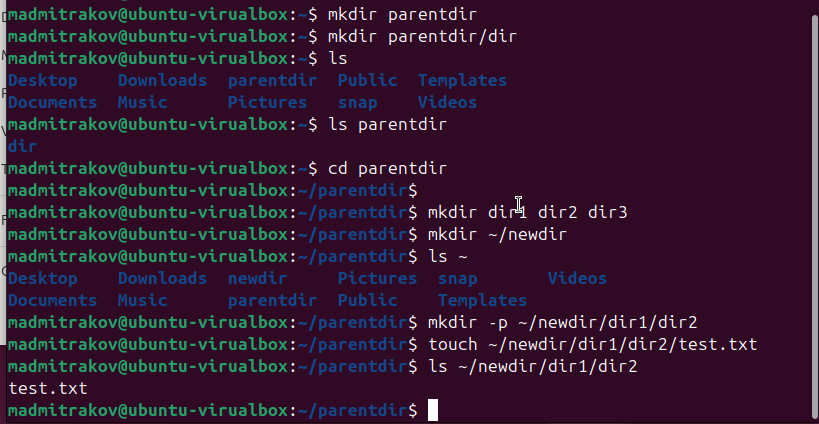 madmitrakov@ubuntu-virualbox:~$ mkdir parentdir
madmitrakov@ubuntu-virualbox:~$ mkdir parentdir/dir
madmitrakov@ubuntu-virualbox:~$ ls
Desktop    Downloads  parentdir  Public  Templates
Documents  Music      Pictures   snap    Videos
madmitrakov@ubuntu-virualbox:~$ ls parentdir
dir
madmitrakov@ubuntu-virualbox:~$ cd parentdir
madmitrakov@ubuntu-virualbox:~/parentdir$
madmitrakov@ubuntu-virualbox:~/parentdir$ mkdir dir1 dir2 dir3
madmitrakov@ubuntu-virualbox:~/parentdir$ mkdir ~/newdir
madmitrakov@ubuntu-virualbox:~/parentdir$ ls ~
Desktop    Downloads  newdir     Pictures  snap       Videos
Documents  Music      parentdir  Public    Templates
madmitrakov@ubuntu-virualbox:~/parentdir$ mkdir -p ~/newdir/dir1/dir2
madmitrakov@ubuntu-virualbox:~/parentdir$ touch ~/newdir/dir1/dir2/test.txt
madmitrakov@ubuntu-virualbox:~/parentdir$ ls ~/newdir/dir1/dir2
test.txt
madmitrakov@ubuntu-virualbox:~/parentdir$